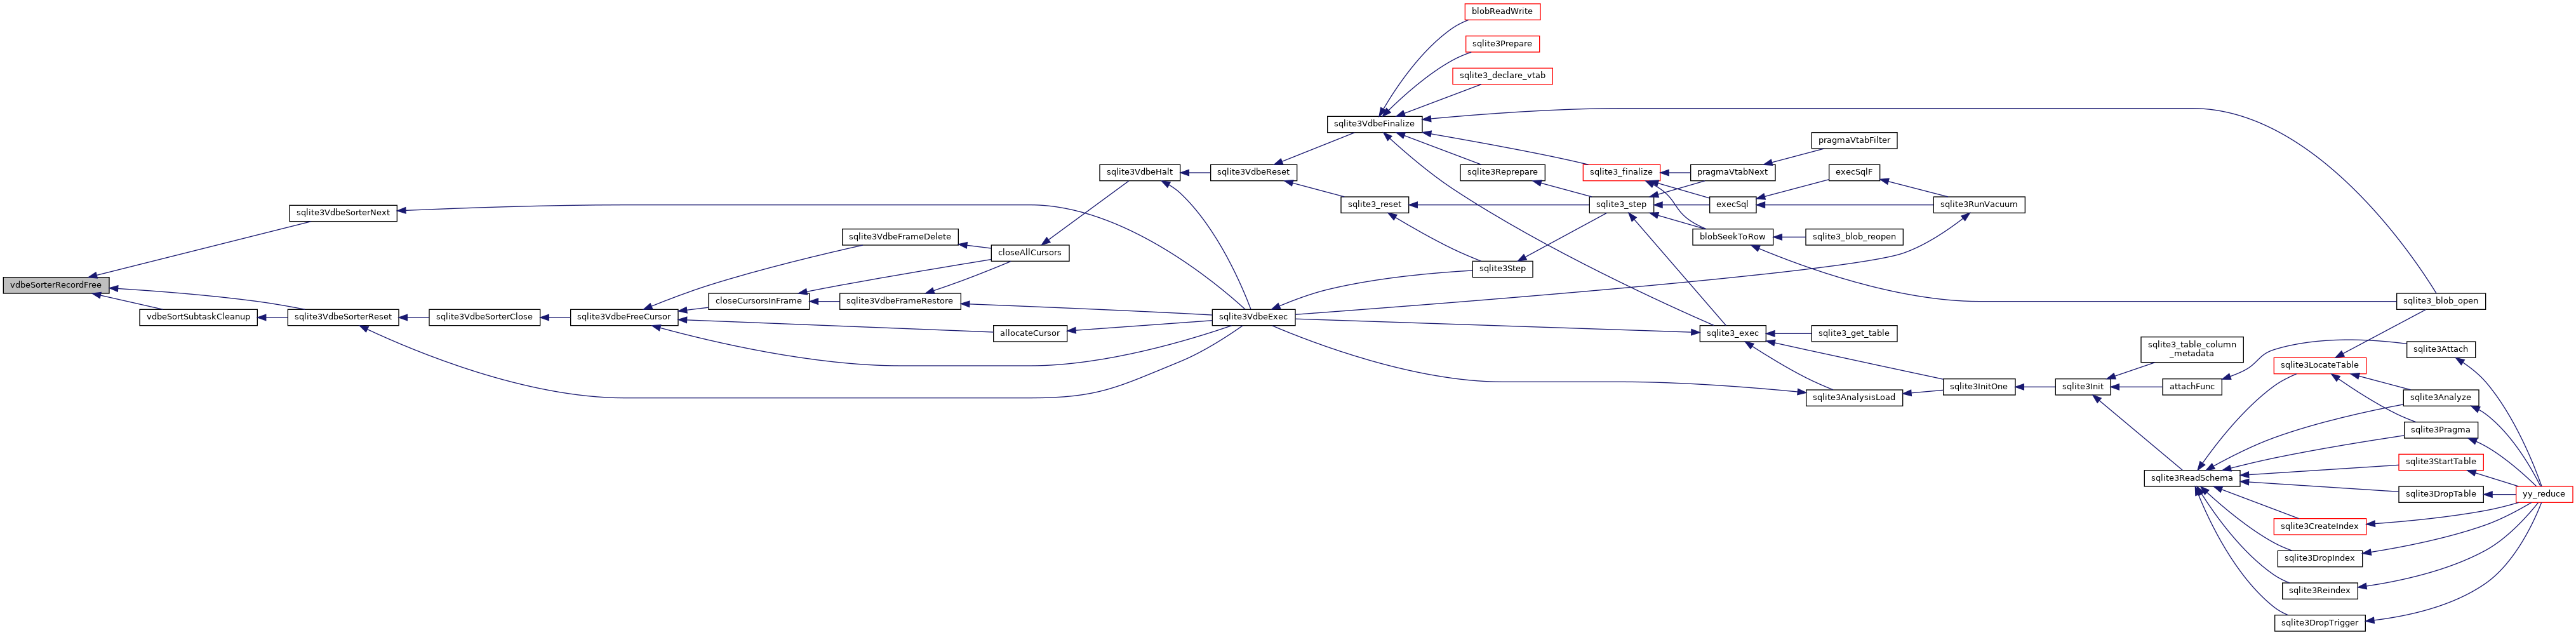 blobReadWrite
sqlite3Prepare
sqlite3_declare_vtab
sqlite3VdbeFinalize
pragmaVtabFilter
sqlite3VdbeHalt
sqlite3VdbeReset
sqlite3Reprepare
sqlite3_finalize
pragmaVtabNext
execSqlF
sqlite3VdbeSorterNext
sqlite3_reset
sqlite3_step
execSql
sqlite3RunVacuum
sqlite3VdbeFrameDelete
closeAllCursors
blobSeekToRow
sqlite3_blob_reopen
sqlite3Step
vdbeSorterRecordFree
closeCursorsInFrame
sqlite3VdbeFrameRestore
sqlite3_blob_open
vdbeSortSubtaskCleanup
sqlite3VdbeSorterReset
sqlite3VdbeSorterClose
sqlite3VdbeFreeCursor
allocateCursor
sqlite3VdbeExec
sqlite3_exec
sqlite3_get_table
sqlite3_table_column
_metadata
sqlite3Attach
sqlite3LocateTable
sqlite3AnalysisLoad
sqlite3InitOne
sqlite3Init
attachFunc
sqlite3Analyze
sqlite3Pragma
sqlite3StartTable
sqlite3ReadSchema
sqlite3DropTable
yy_reduce
sqlite3CreateIndex
sqlite3DropIndex
sqlite3Reindex
sqlite3DropTrigger